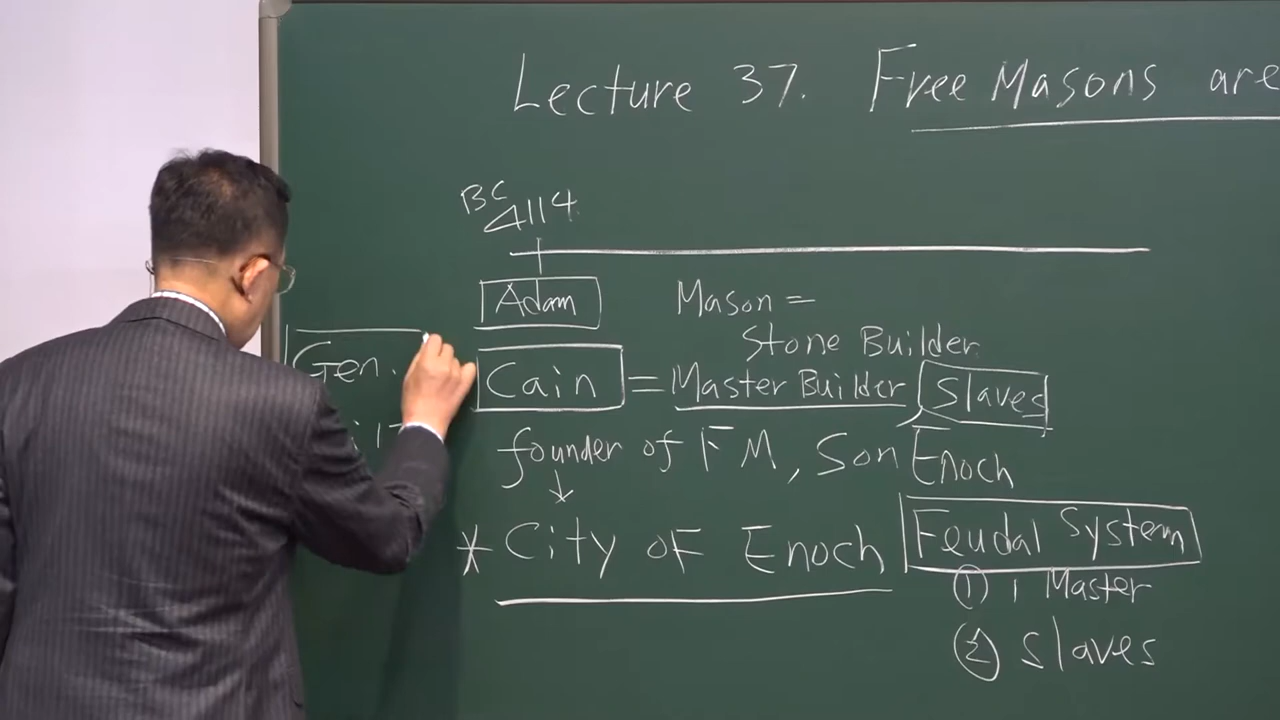 Lecture 37. Free Masons are
BC
4114
Adam
Mason =
Stone Builder
Gen.
Cain = Master Builder Slaves
founder of FM, Son Enoch
* City of Enoch
Feudal System
① 1 Master
② Slaves